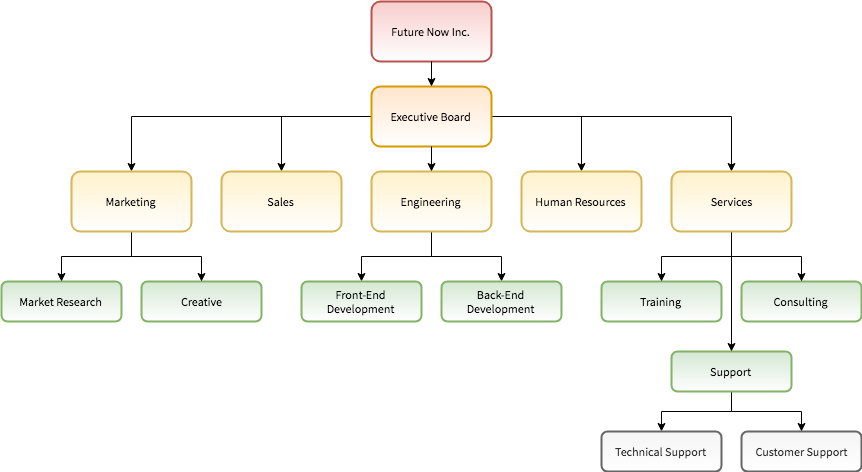 Future Now Inc.
Executive Board
Marketing
Sales
Engineering
Human Resources
Services
Market Research
Creative
Front-End
Development
Back-End
Development
Training
Consulting
Support
Technical Support
Customer Support